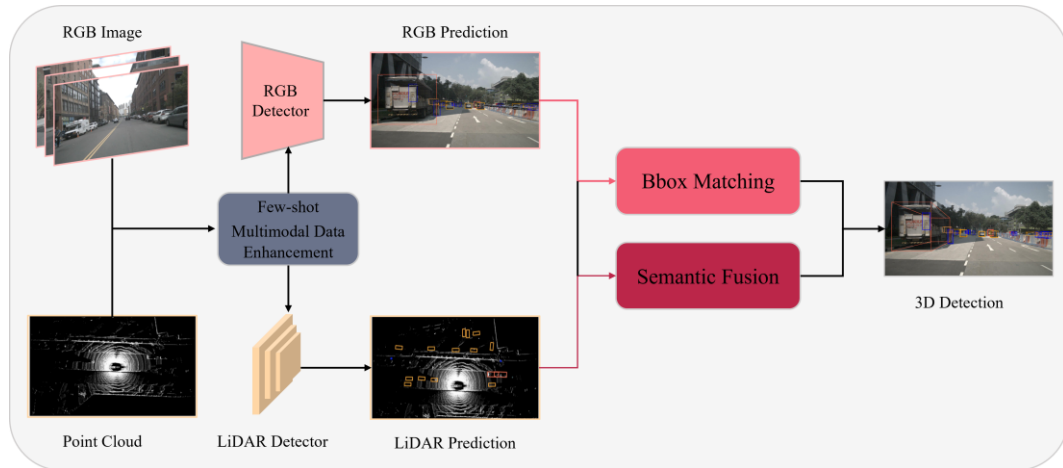 RGB Image
RGB Prediction
RGB
Detector
Few-shot
Multimodal Data
Enhancement
Bbox Matching
Semantic Fusion
3D Detection
Point Cloud
LiDAR Detector
LiDAR Prediction